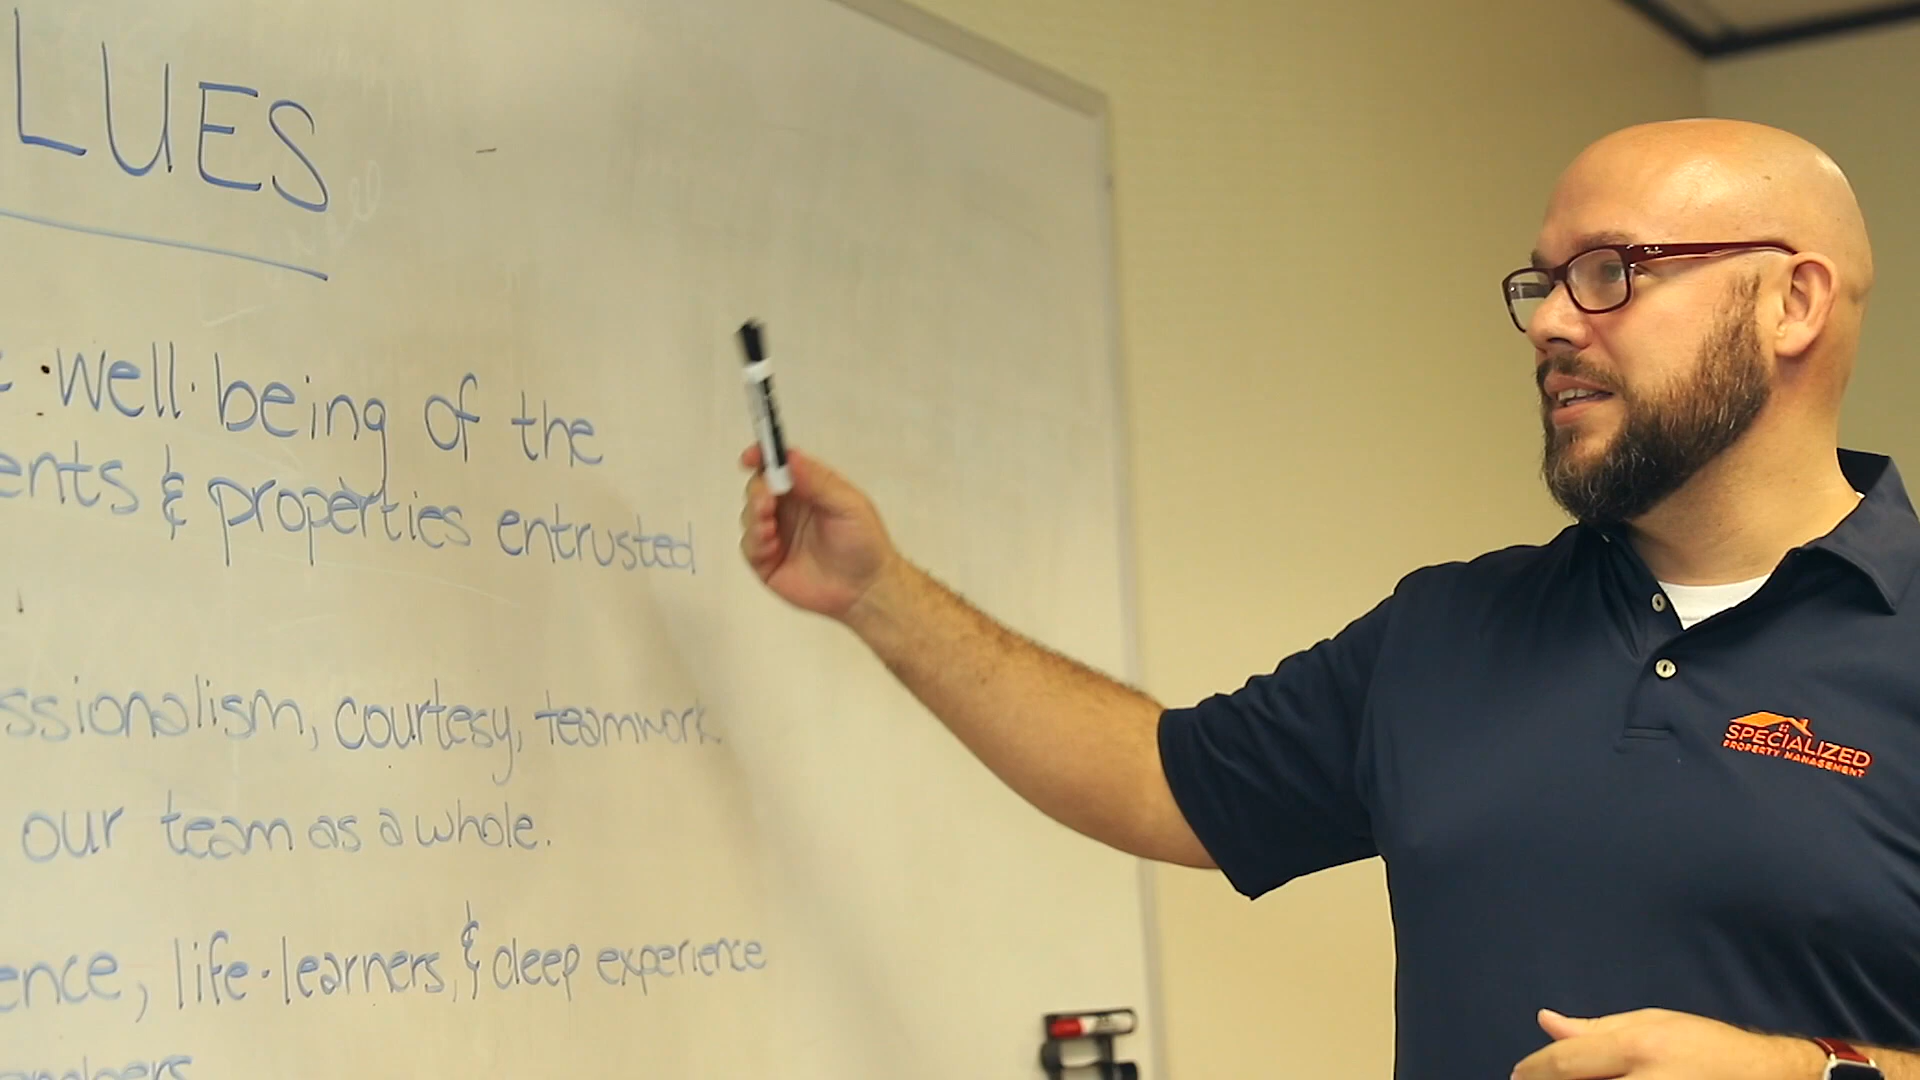 LUES
well-being of the
ents & properties entrusted
ssionalism, courtesy, teamwork
our team as a whole.
ence, life-learners, & deep experience
SPECIALIZED
PROPERTY MANAGEMENT